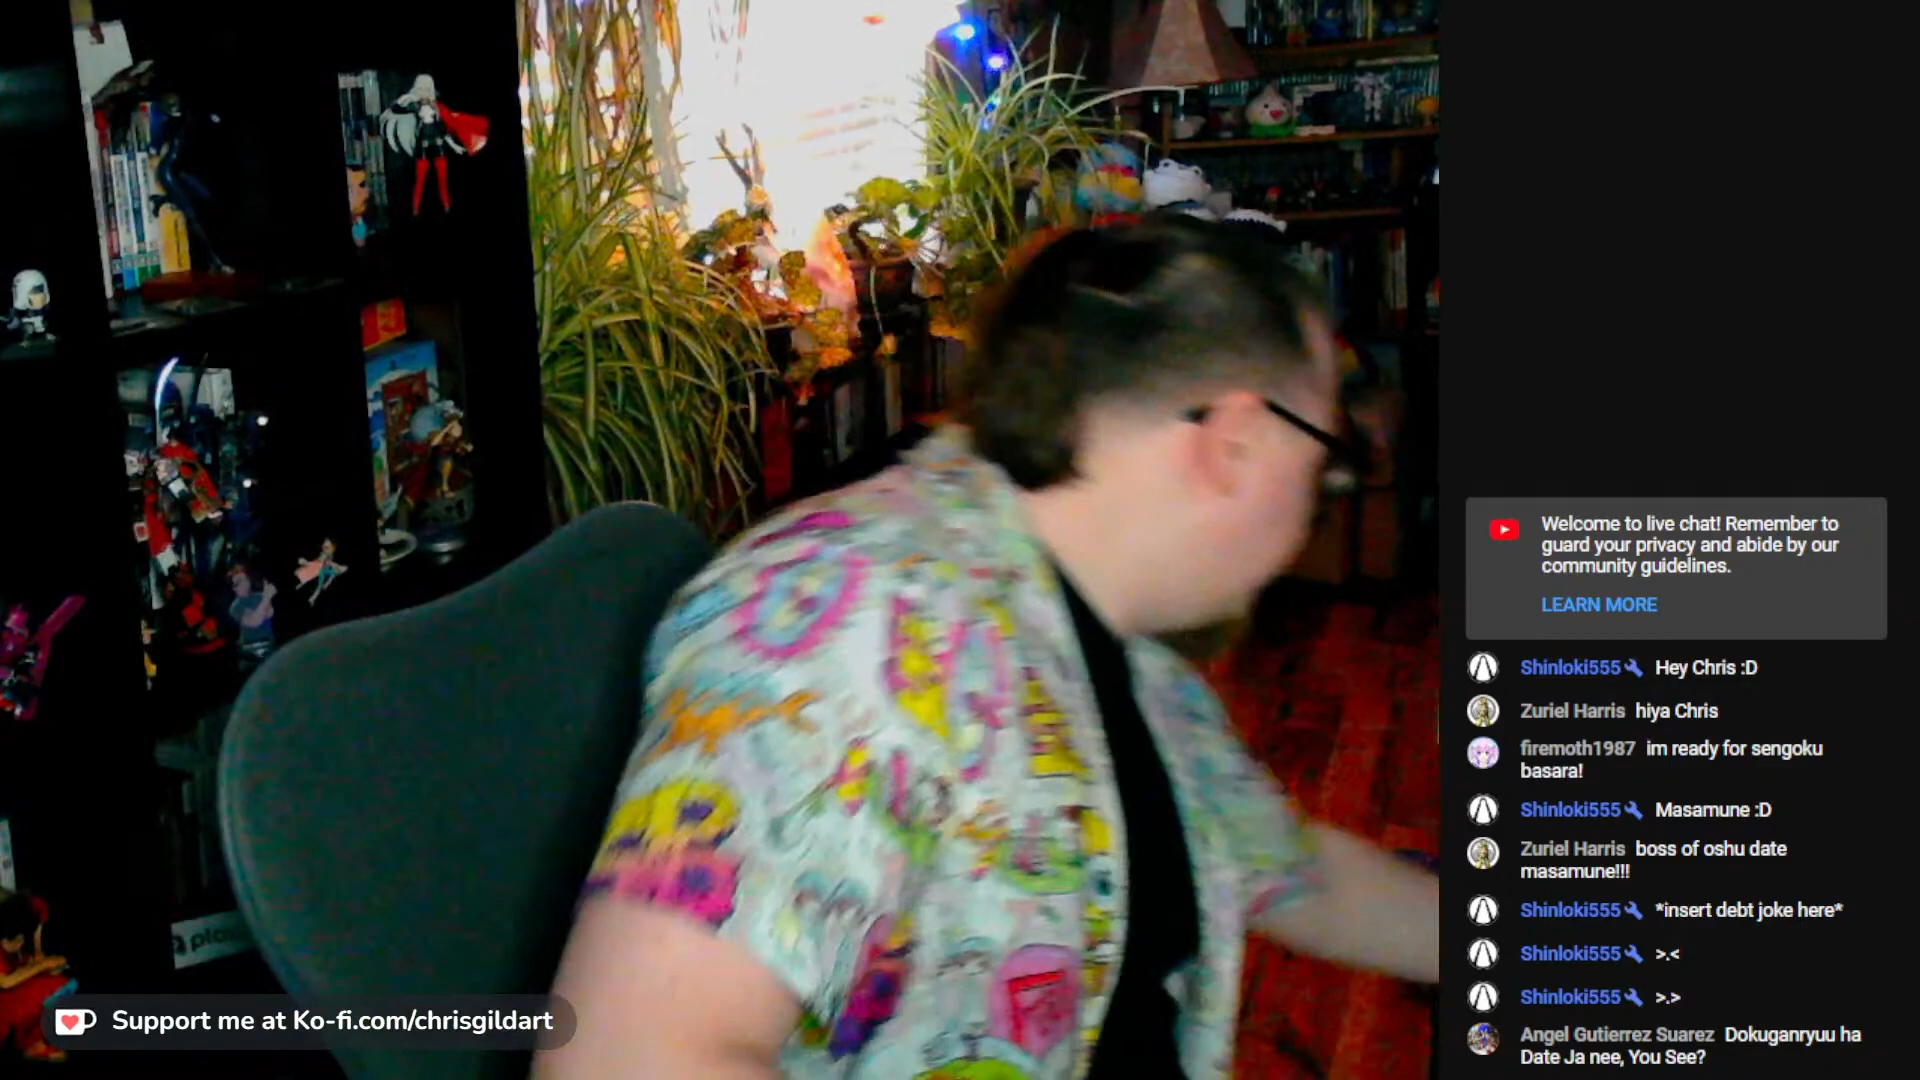 Welcome to live chat! Remember to
guard your privacy and abide by our
community guidelines.
LEARN MORE
Shinloki555 Hey Chris :D
Zuriel Harris hiya Chris
firemoth1987 im ready for sengoku
basara!
Shinloki555 Masamune :D
Zuriel Harris boss of oshu date
masamune!!!
Shinloki555 *insert debt joke here*
Shinloki555 >.<
Shinloki555 >.>
Angel Gutierrez Suarez Dokuganryuu ha
Date Ja nee, You See?
Support me at Ko-fi.com/chrisgildart